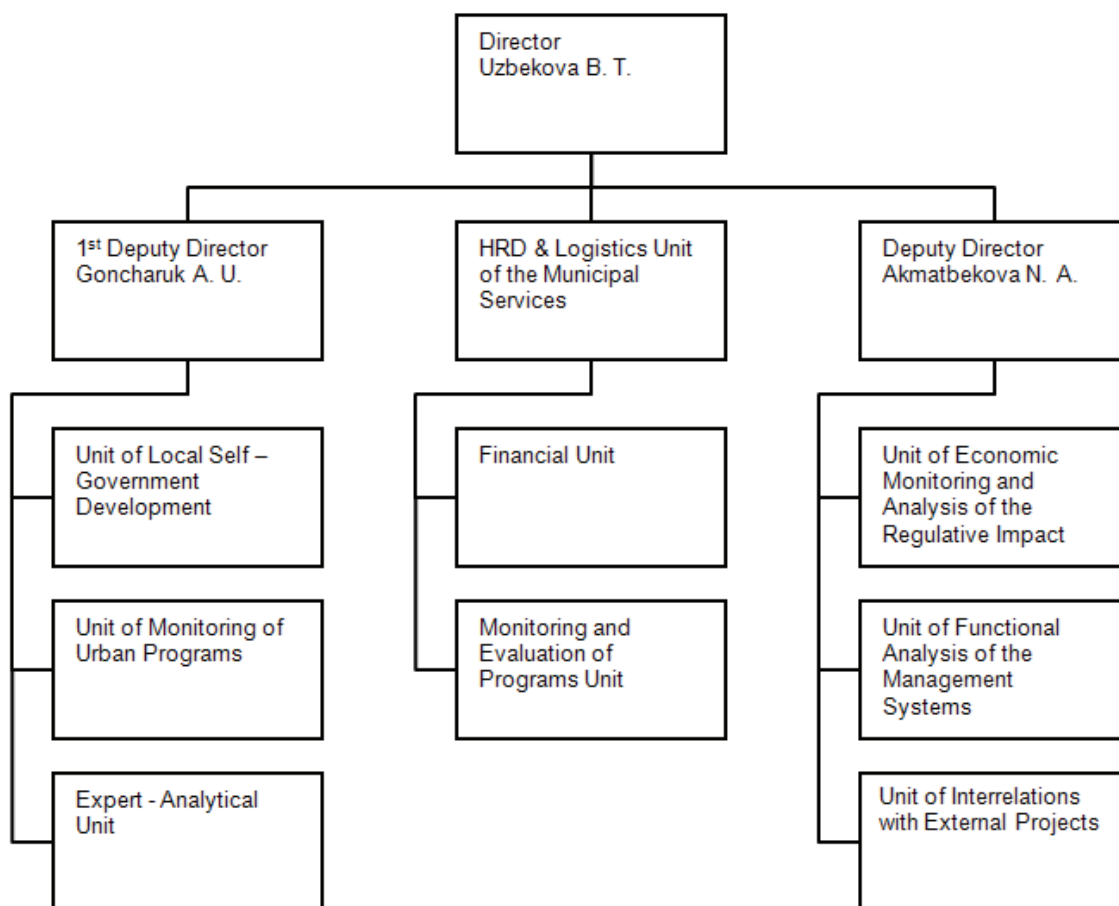 Director
Uzbekova B. T.
1st Deputy Director
Goncharuk A. U.
HRD & Logistics Unit
of the Municipal
Services
Deputy Director
Akmatbekova N. A.
Unit of Local Self –
Government
Development
Financial Unit
Unit of Economic
Monitoring and
Analysis of the
Regulative Impact
Unit of Monitoring of
Urban Programs
Monitoring and
Evaluation of
Programs Unit
Unit of Functional
Analysis of the
Management
Systems
Expert - Analytical
Unit
Unit of Interrelations
with External Projects